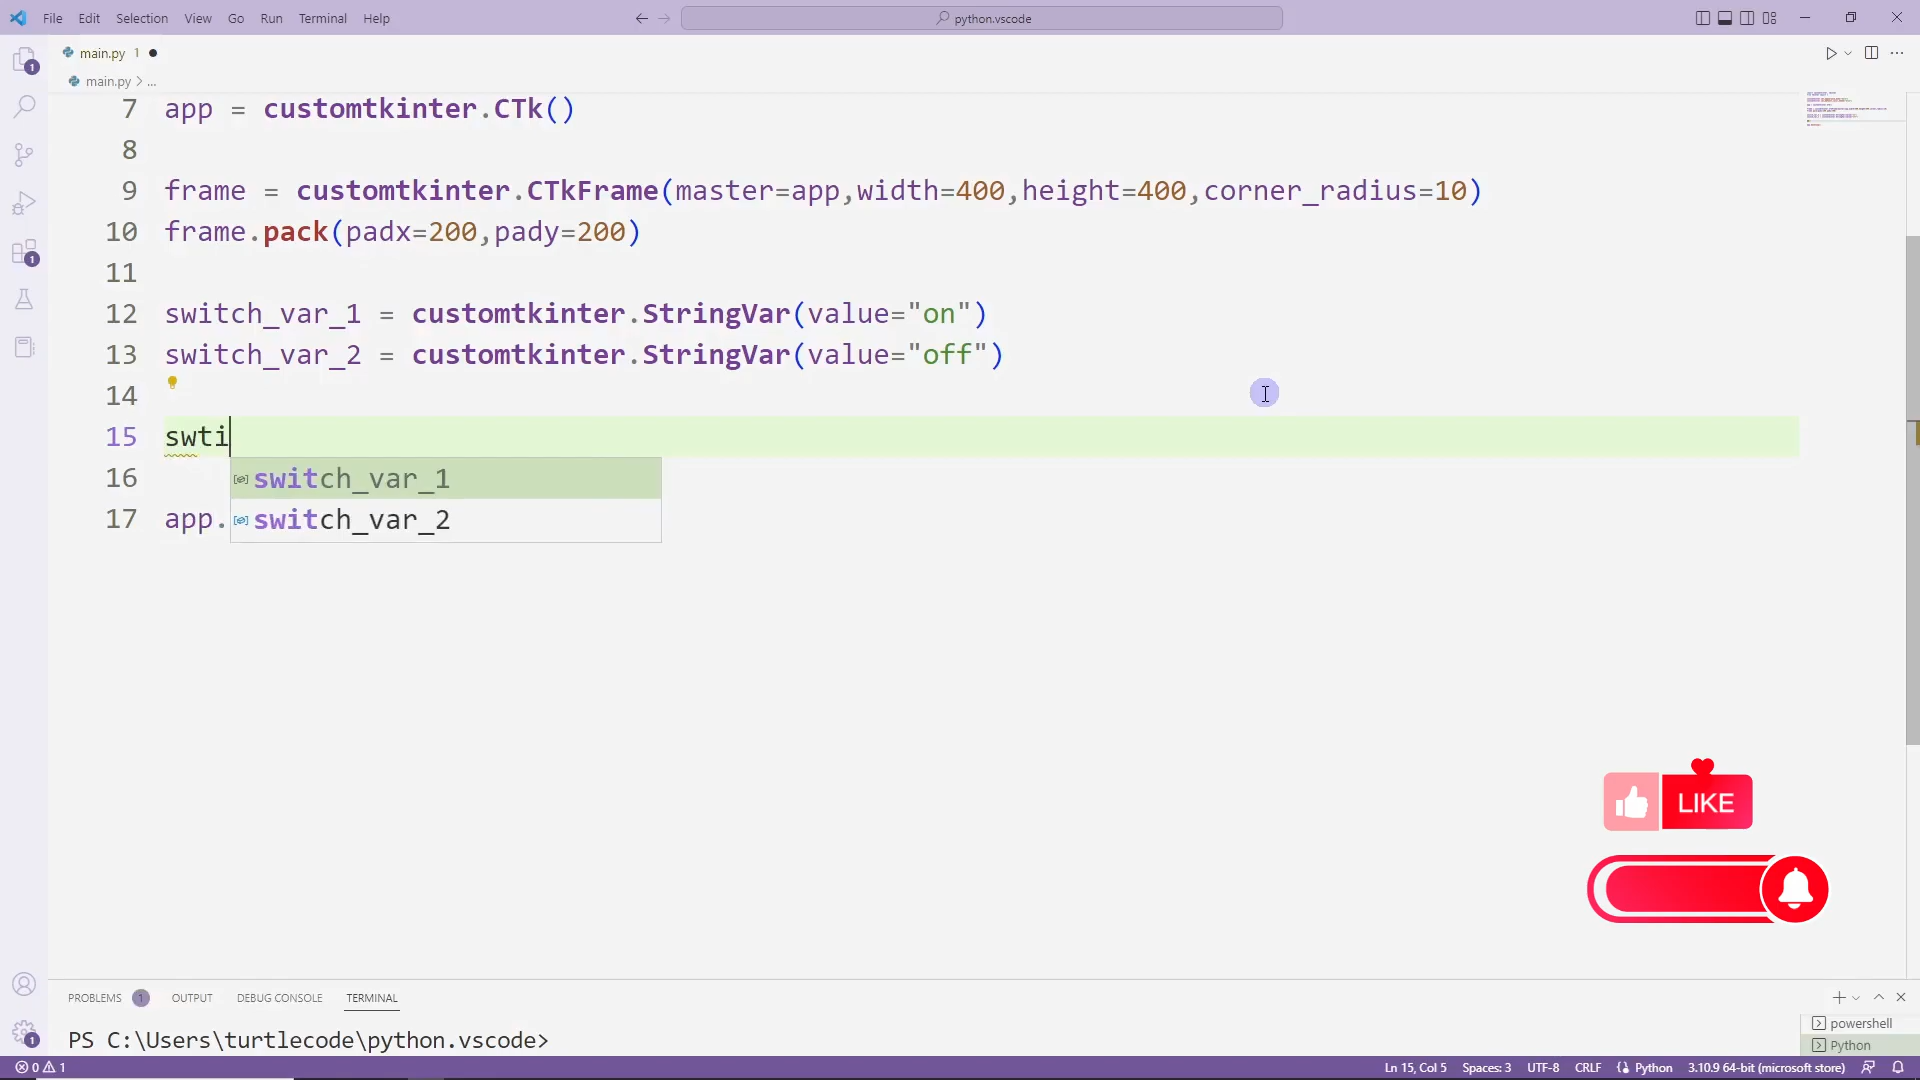 File Edit Selection View Go Run Terminal Help
python.vscode
main.py 1
main.py > ...
7 app = customtkinter.CTk()
8
9 frame = customtkinter.CTkFrame(master=app,width=400,height=400,corner_radius=10)
10 frame.pack(padx=200,pady=200)
11
12 switch_var_1 = customtkinter.StringVar(value="on")
13 switch_var_2 = customtkinter.StringVar(value="off")
14
15 swti
switch_var_1
16
switch_var_2
17 app.
LIKE
PROBLEMS 1 OUTPUT DEBUG CONSOLE TERMINAL
PS C:\Users\turtlecode\python.vscode>
powershell
Python
0 1
Ln 15, Col 5 Spaces: 3 UTF-8 CRLF Python 3.10.9 64-bit (microsoft store)